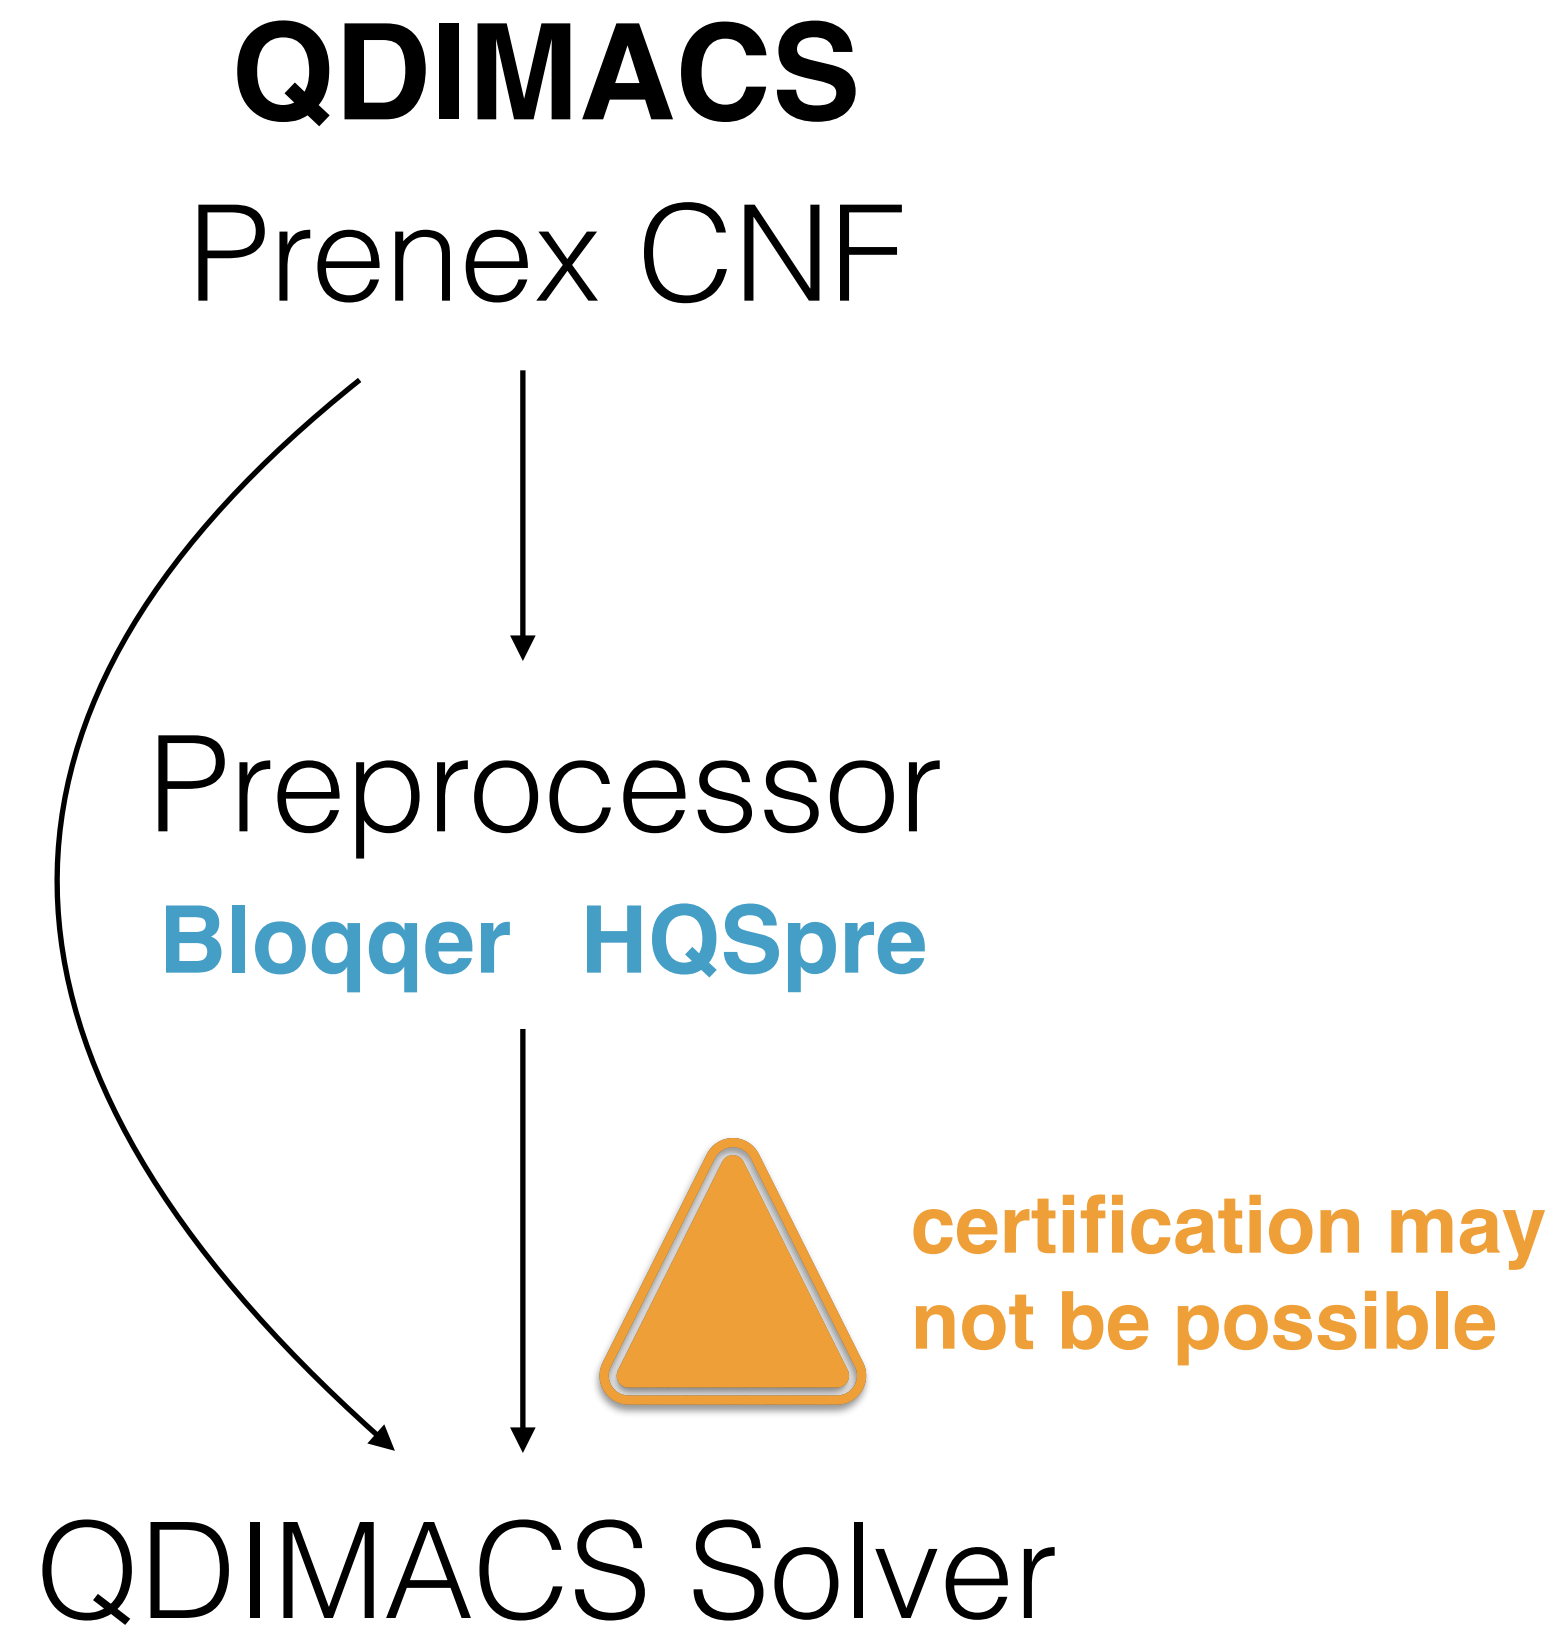 QDIMACS
Prenex CNF
Preprocessor
Bloqqer HQSpre
certification may
not be possible
QDIMACS Solver